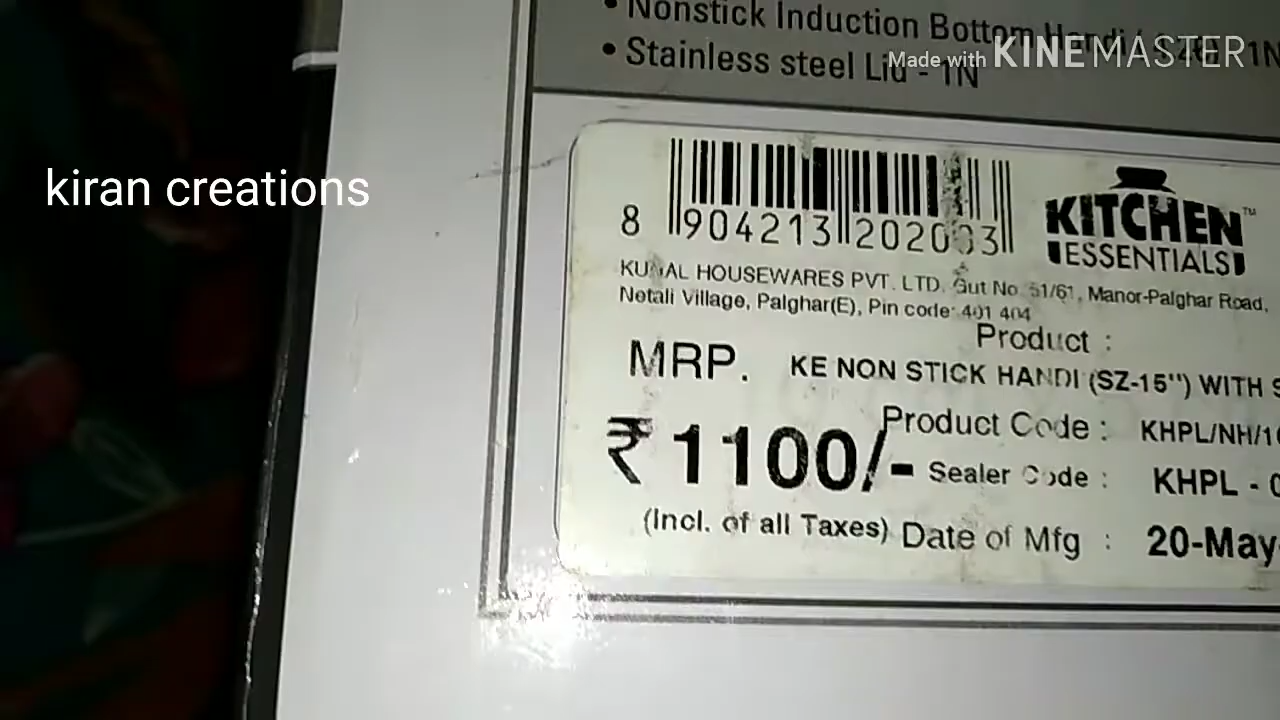 • Nonstick Induction Bottom
• Stainless steel Lid - 1N
Made with KINEMASTER
kiran creations
8 904213 202003
KITCHEN™
ESSENTIALS
KUNAL HOUSEWARES PVT. LTD. Gut No. 51/61, Manor-Palghar Road,
Netali Village, Palghar(E), Pin code: 401 404
Product :
MRP. KE NON STICK HANDI (SZ-15") WITH S
₹1100/-
Product Code : KHPL/NH/1
Sealer Code : KHPL - 0
(Incl. of all Taxes) Date of Mfg : 20-May-